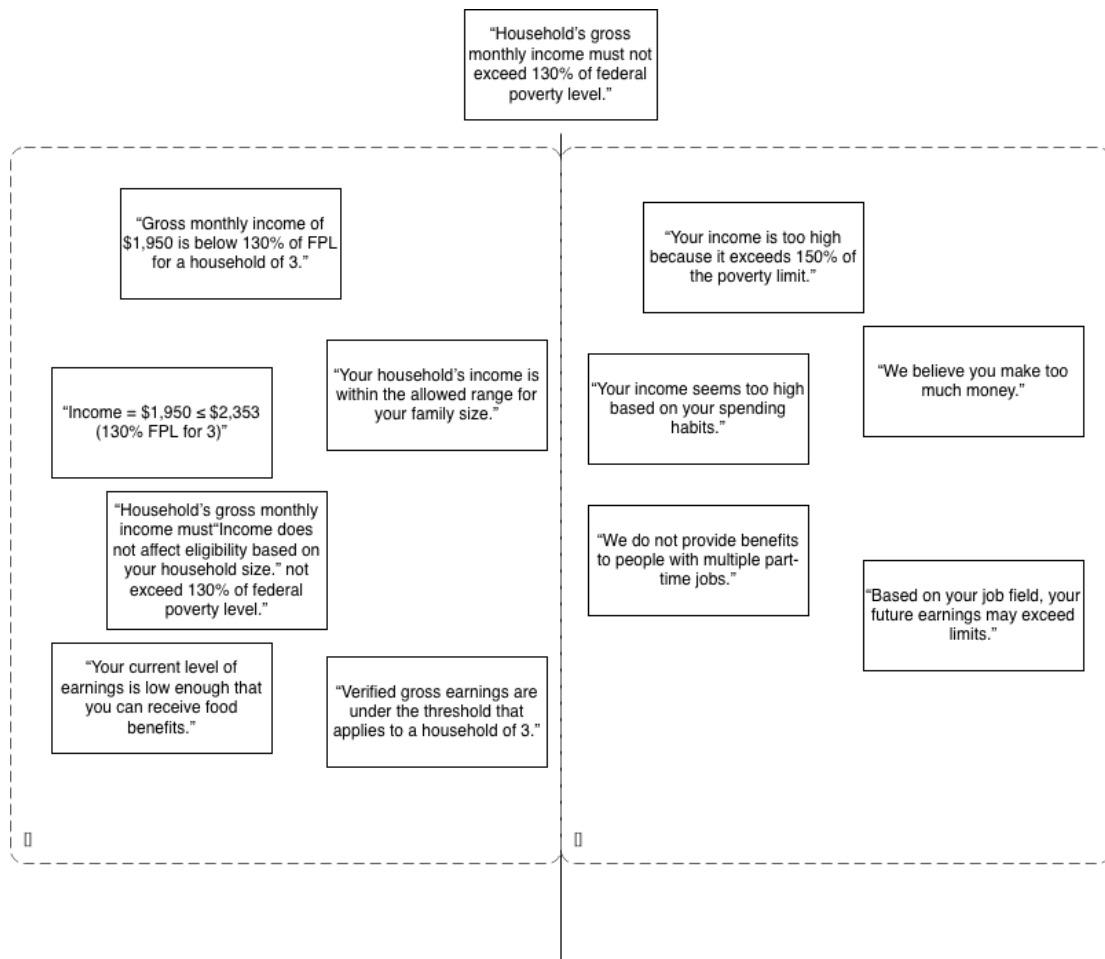 “Household’s gross
monthly income must not
exceed 130% of federal
poverty level.”
“Gross monthly income of
$1,950 is below 130% of FPL
for a household of 3.”
“Your household’s income is
within the allowed range for
your family size.”
“Income = $1,950 ≤ $2,353
(130% FPL for 3)”
“Household’s gross monthly
income must“Income does
not affect eligibility based on
your household size.” not
exceed 130% of federal
poverty level.”
“Your current level of
earnings is low enough that
you can receive food
benefits.”
“Verified gross earnings are
under the threshold that
applies to a household of 3.”
[]
“Your income is too high
because it exceeds 150% of
the poverty limit.”
“We believe you make too
much money.”
“Your income seems too high
based on your spending
habits.”
“We do not provide benefits
to people with multiple part-
time jobs.”
“Based on your job field, your
future earnings may exceed
limits.”
[]